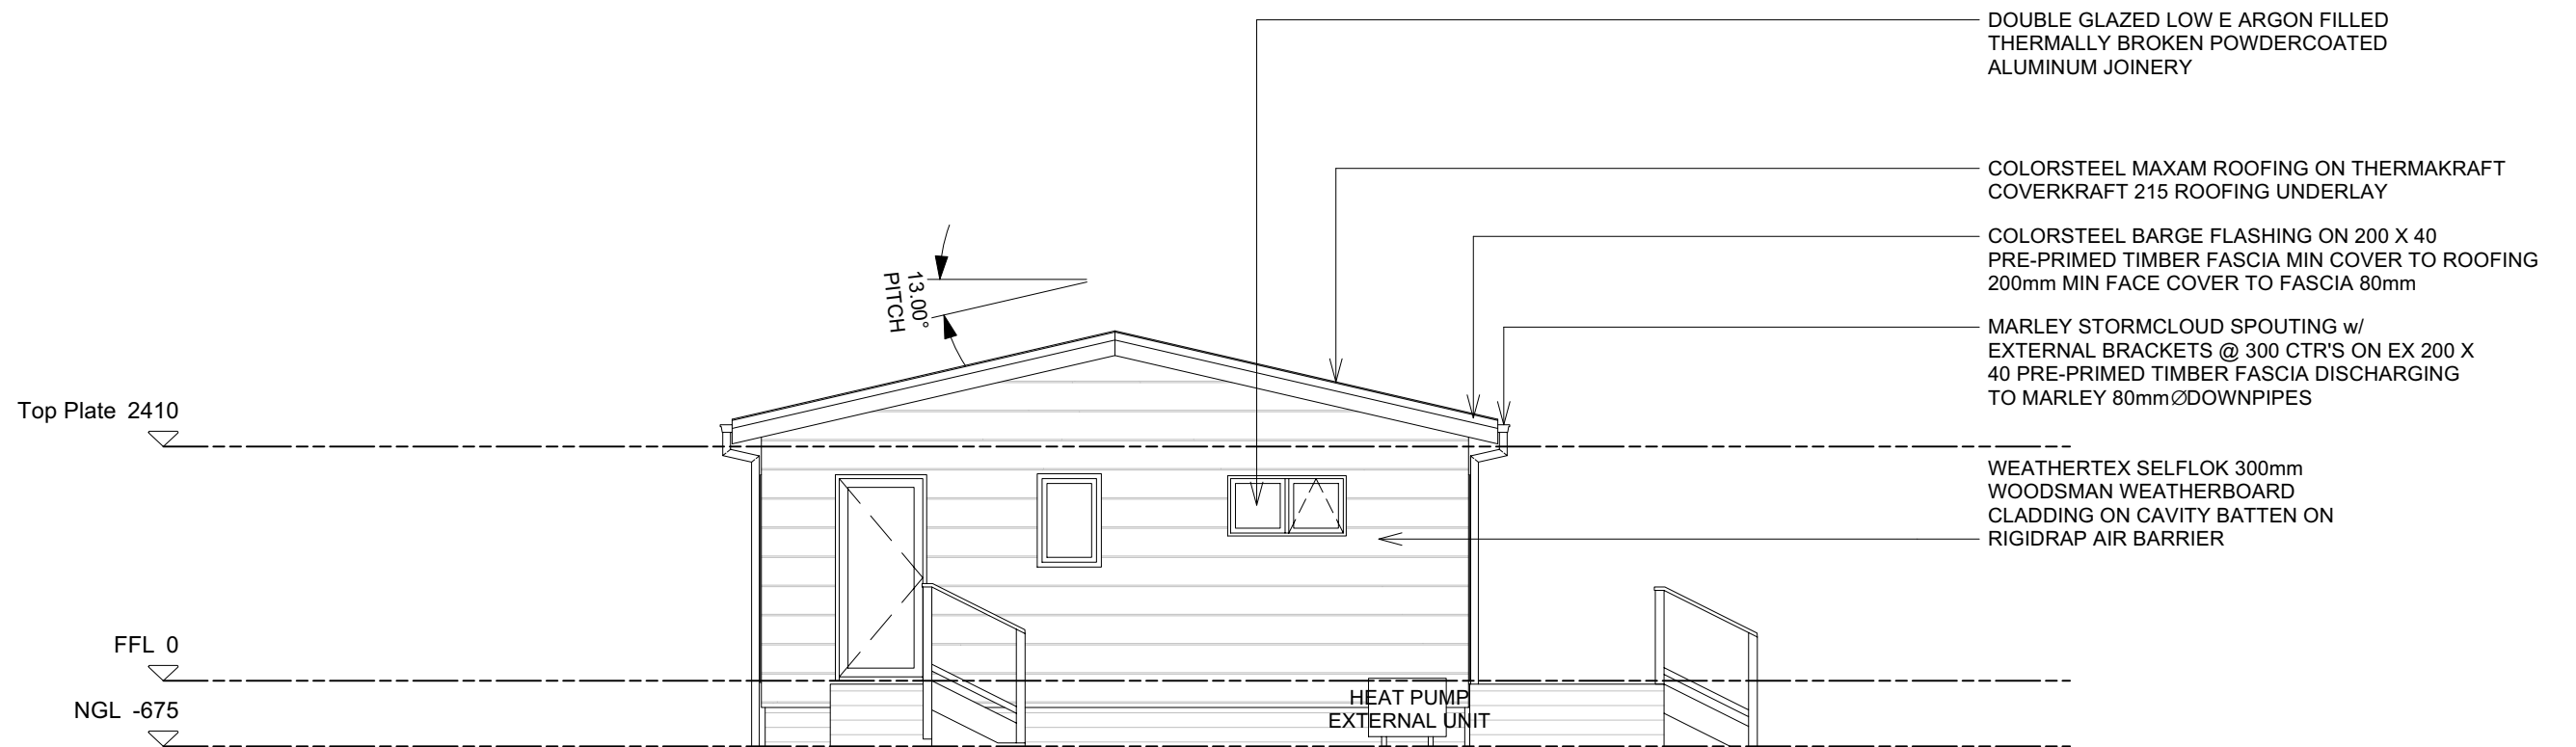 DOUBLE GLAZED LOW E ARGON FILLED
THERMALLY BROKEN POWDERCOATED
ALUMINUM JOINERY
COLORSTEEL MAXAM ROOFING ON THERMAKRAFT
COVERKRAFT 215 ROOFING UNDERLAY
COLORSTEEL BARGE FLASHING ON 200 X 40
PRE-PRIMED TIMBER FASCIA MIN COVER TO ROOFING
200mm MIN FACE COVER TO FASCIA 80mm
13.00°
PITCH
MARLEY STORMCLOUD SPOUTING w/
EXTERNAL BRACKETS @ 300 CTR'S ON EX 200 X
40 PRE-PRIMED TIMBER FASCIA DISCHARGING
TO MARLEY 80mm∅DOWNPIPES
Top Plate 2410
WEATHERTEX SELFLOK 300mm
WOODSMAN WEATHERBOARD
CLADDING ON CAVITY BATTEN ON
RIGIDRAP AIR BARRIER
FFL 0
NGL -675
HEAT PUMP
EXTERNAL UNIT